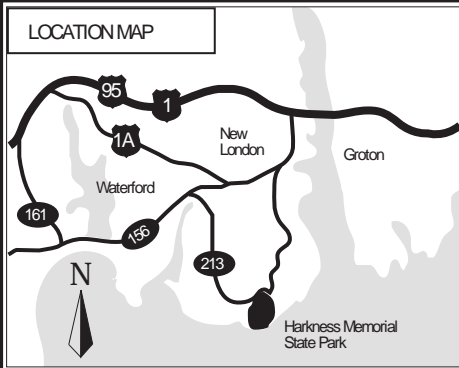 LOCATION MAP
95
1
1A
New
London
Groton
Waterford
161
156
213
N
Harkness Memorial
State Park